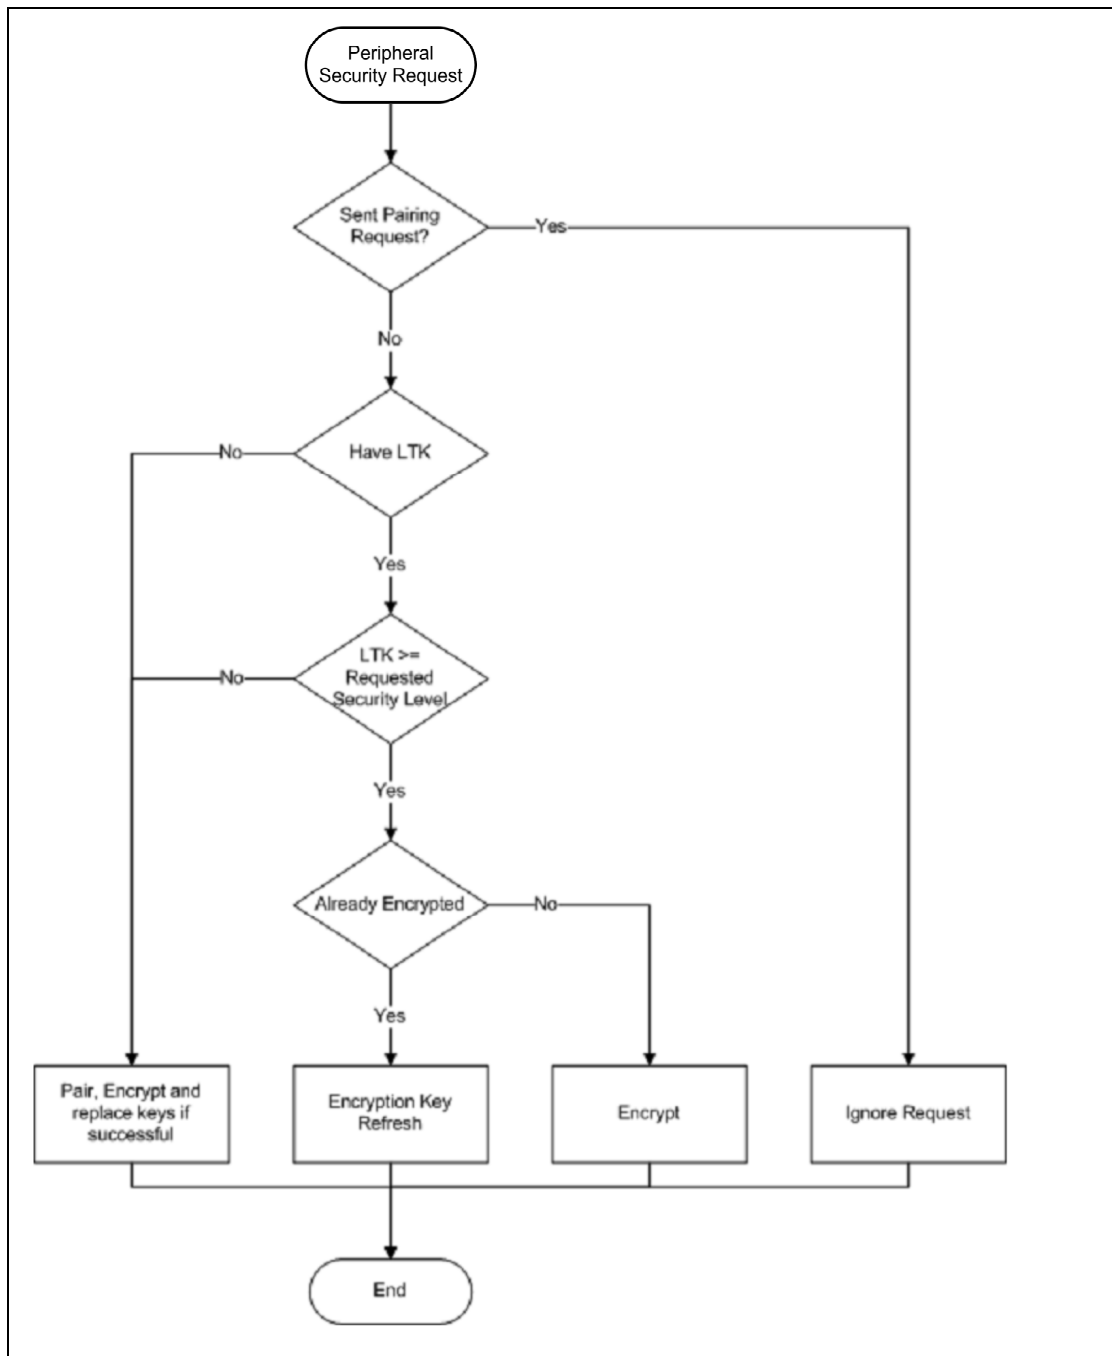 Peripheral
Security Request
Sent Pairing
Request?
Yes
No
Have LTK
No
Yes
LTK >=
Requested
Security Level
No
Yes
Already Encrypted
No
Yes
Pair, Encrypt and
replace keys if
successful
Encryption Key
Refresh
Encrypt
Ignore Request
End